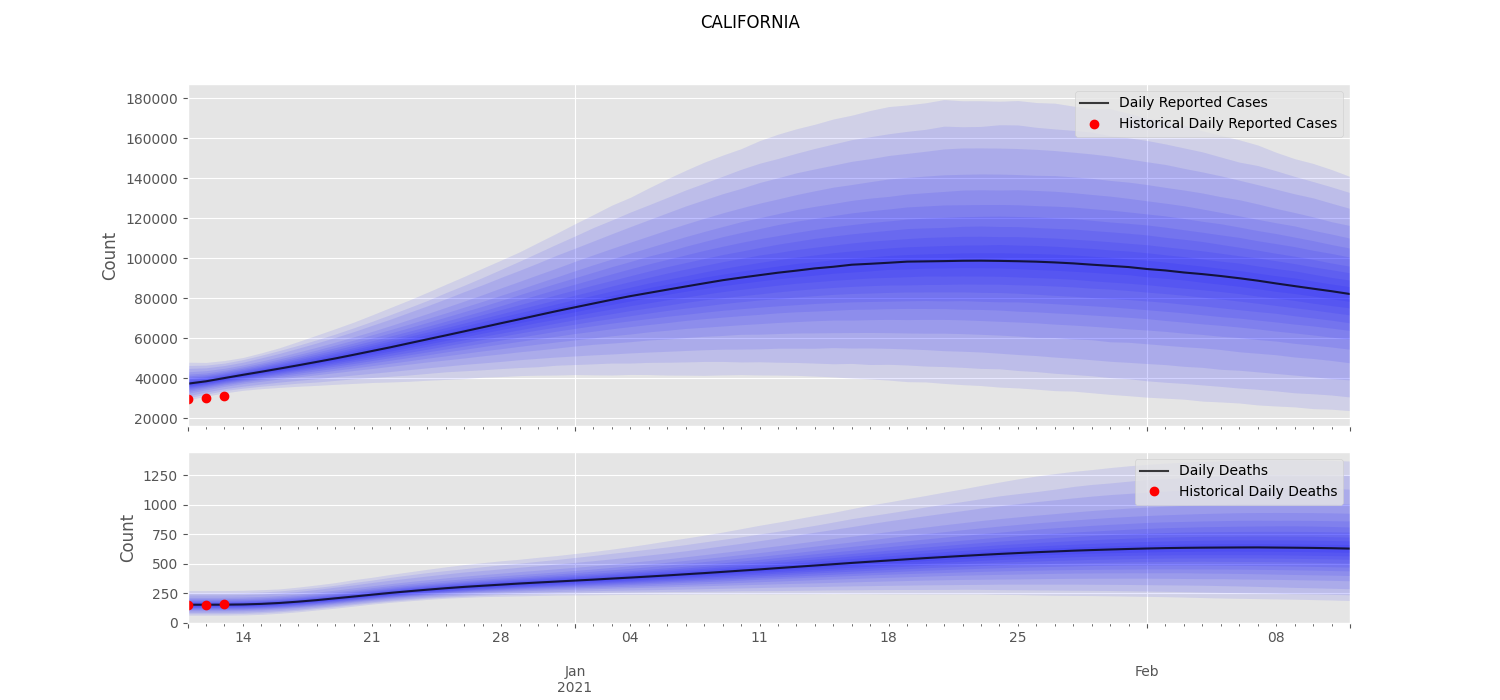 CALIFORNIA
180000
160000
140000
120000
100000
80000
60000
40000
20000
Count
Daily Reported Cases
Historical Daily Reported Cases
1250
1000
750
500
250
0
Count
Daily Deaths
Historical Daily Deaths
14 21 28 04 11 18 25 08
Jan Feb
2021